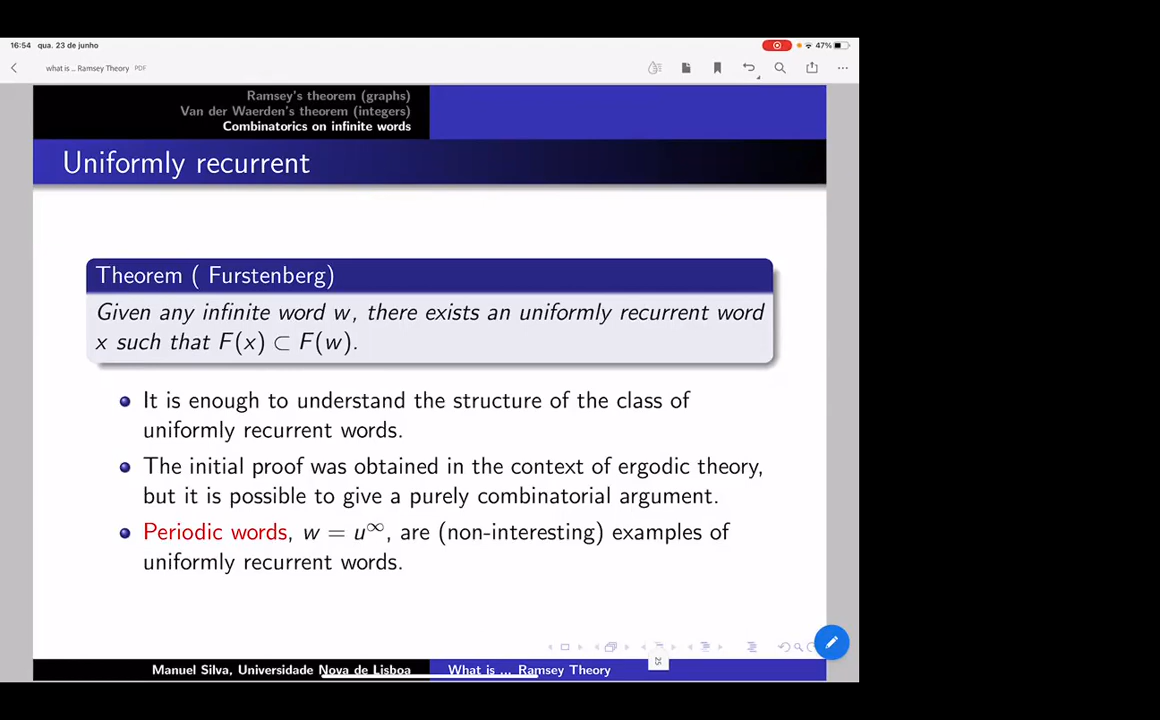 16:54 qua. 23 de junho
47%
what is .. Ramsey Theory PDF
Ramsey's theorem (graphs)
Van der Waerden's theorem (integers)
Combinatorics on infinite words
Uniformly recurrent
Theorem ( Furstenberg)
Given any infinite word w, there exists an uniformly recurrent word
x such that F(x) ⊂ F(w).
It is enough to understand the structure of the class of
uniformly recurrent words.
The initial proof was obtained in the context of ergodic theory,
but it is possible to give a purely combinatorial argument.
Periodic words, w = u^∞, are (non-interesting) examples of
uniformly recurrent words.
Manuel Silva, Universidade Nova de Lisboa What is ... Ramsey Theory